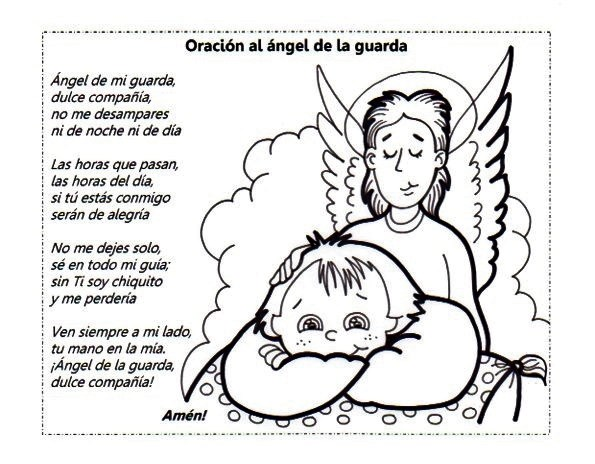 Oración al ángel de la guarda
Ángel de mi guarda,
dulce compañía,
no me desampares
ni de noche ni de día
Las horas que pasan,
las horas del día,
si tú estás conmigo
serán de alegría
No me dejes solo,
sé en todo mi guía;
sin Ti soy chiquito
y me perdería
Ven siempre a mi lado,
tu mano en la mía.
¡Ángel de la guarda,
dulce compañía!
Amén!